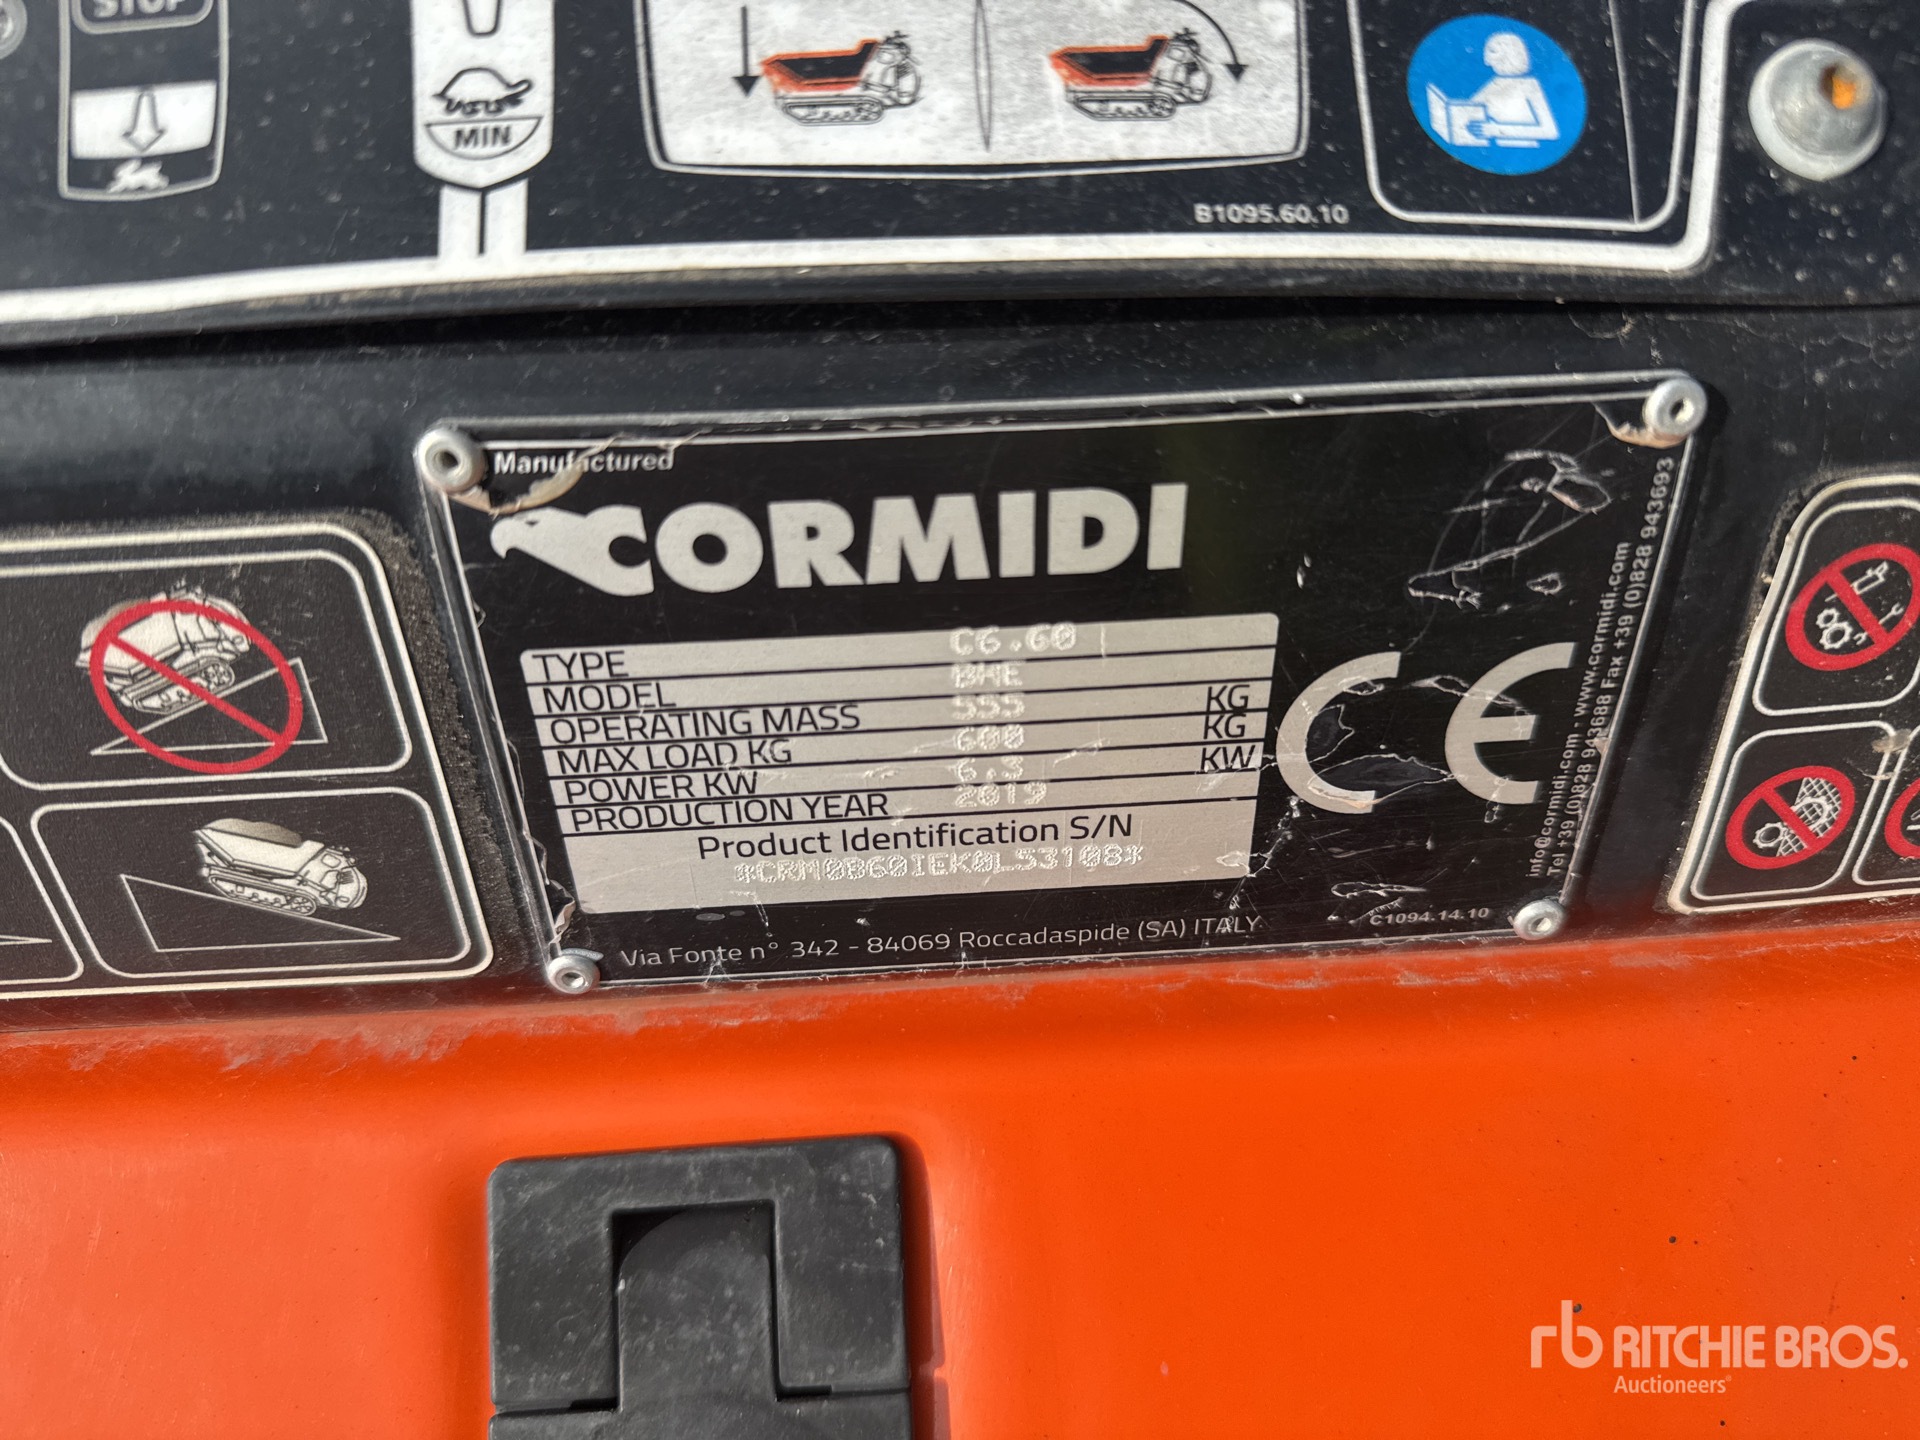 STOP
MIN
B1095.60.10
Manufactured
CORMIDI
TYPE C6.60
MODEL BHE
OPERATING MASS 555 KG
MAX LOAD KG 600 KG
POWER KW 6.3 KW
PRODUCTION YEAR 2019
Product Identification S/N
*CRM0B60IEK0L53108*
Via Fonte n° 342 - 84069 Roccadaspide (SA) ITALY
C1094.14.10
CE
info@cormidi.com - www.cormidi.com
Tel +39 (0)828 943688 Fax +39 (0)828 943693
rb RITCHIE BROS.
Auctioneers